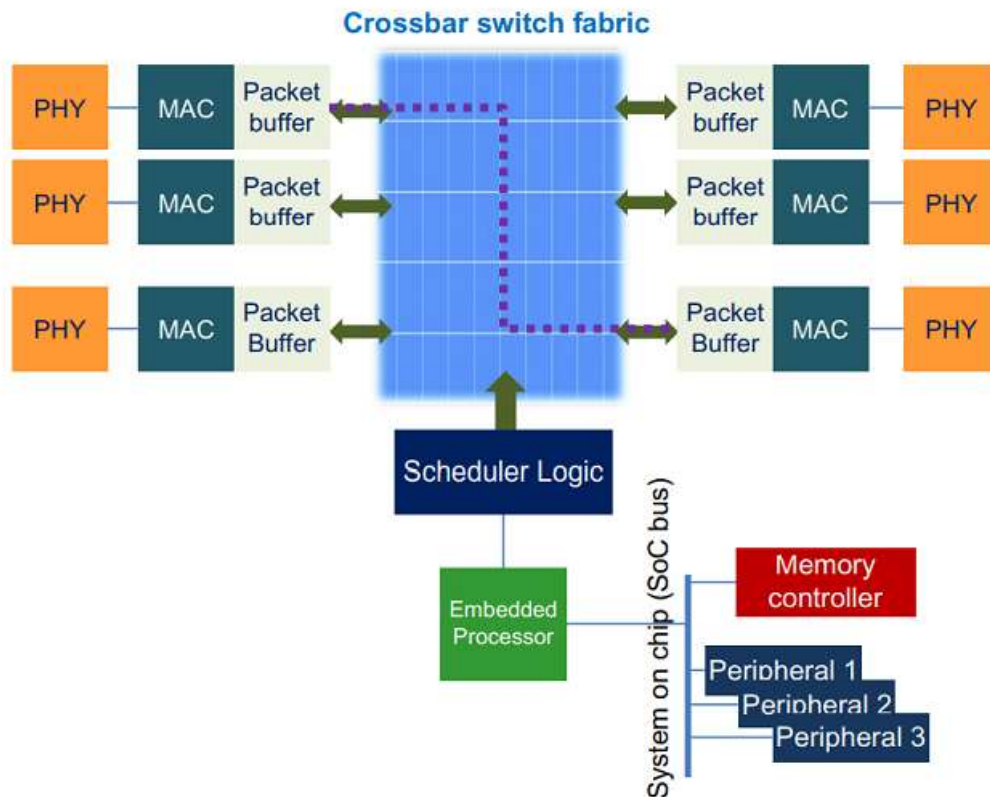 Crossbar switch fabric
PHY
MAC
Packet
buffer
Packet
buffer
MAC
PHY
PHY
MAC
Packet
buffer
Packet
buffer
MAC
PHY
PHY
MAC
Packet
Buffer
Packet
Buffer
MAC
PHY
Scheduler Logic
Embedded
Processor
System on chip (SoC bus)
Memory
controller
Peripheral 1
Peripheral 2
Peripheral 3